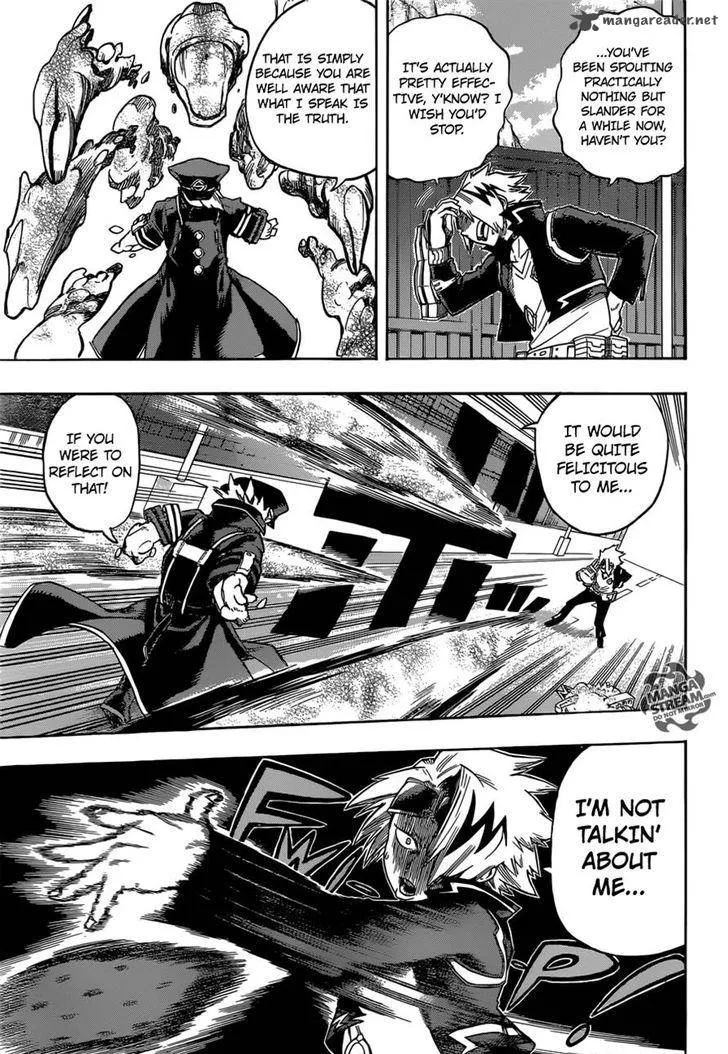 mangareader.net
...YOU'VE
BEEN SPOUTING
PRACTICALLY
NOTHING BUT
SLANDER FOR
A WHILE NOW,
HAVEN'T YOU?
IT'S ACTUALLY
PRETTY EFFEC-
TIVE, Y'KNOW? I
WISH YOU'D
STOP.
THAT IS SIMPLY
BECAUSE YOU ARE
WELL AWARE THAT
WHAT I SPEAK IS
THE TRUTH.
IT WOULD
BE QUITE
FELICITOUS
TO ME...
IF YOU
WERE TO
REFLECT ON
THAT!
MANGA
STREAM.COM
DO NOT MIRROR
I'M NOT
TALKIN'
ABOUT
ME...
FWIP!